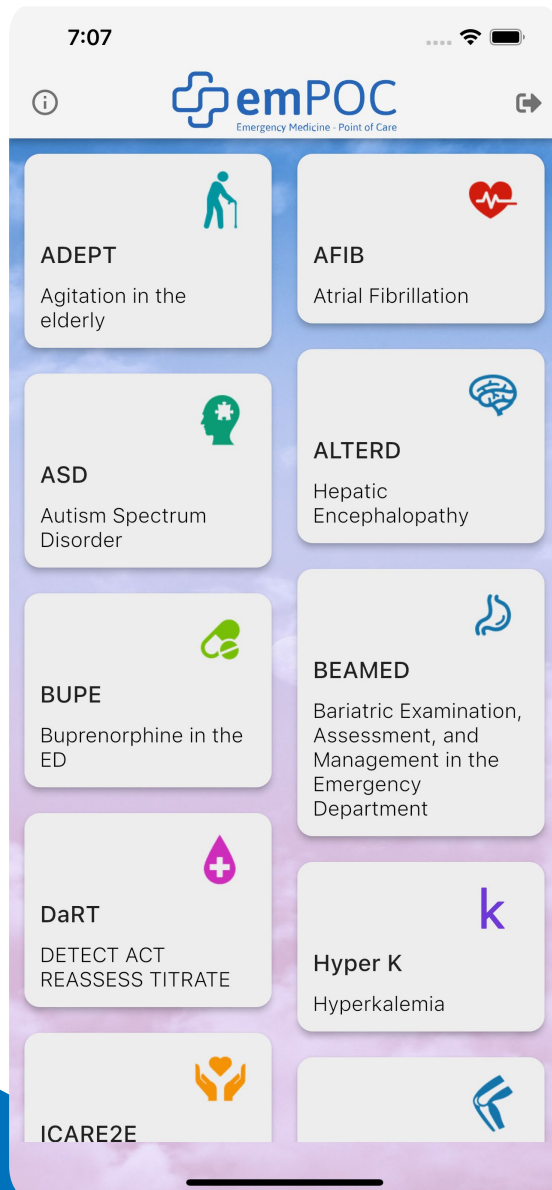 7:07
emPOC
Emergency Medicine - Point of Care
ADEPT
Agitation in the
elderly
AFIB
Atrial Fibrillation
ASD
Autism Spectrum
Disorder
ALTERD
Hepatic
Encephalopathy
BUPE
Buprenorphine in the
ED
BEAMED
Bariatric Examination,
Assessment, and
Management in the
Emergency
Department
DaRT
DETECT ACT
REASSESS TITRATE
k
Hyper K
Hyperkalemia
ICARE2E